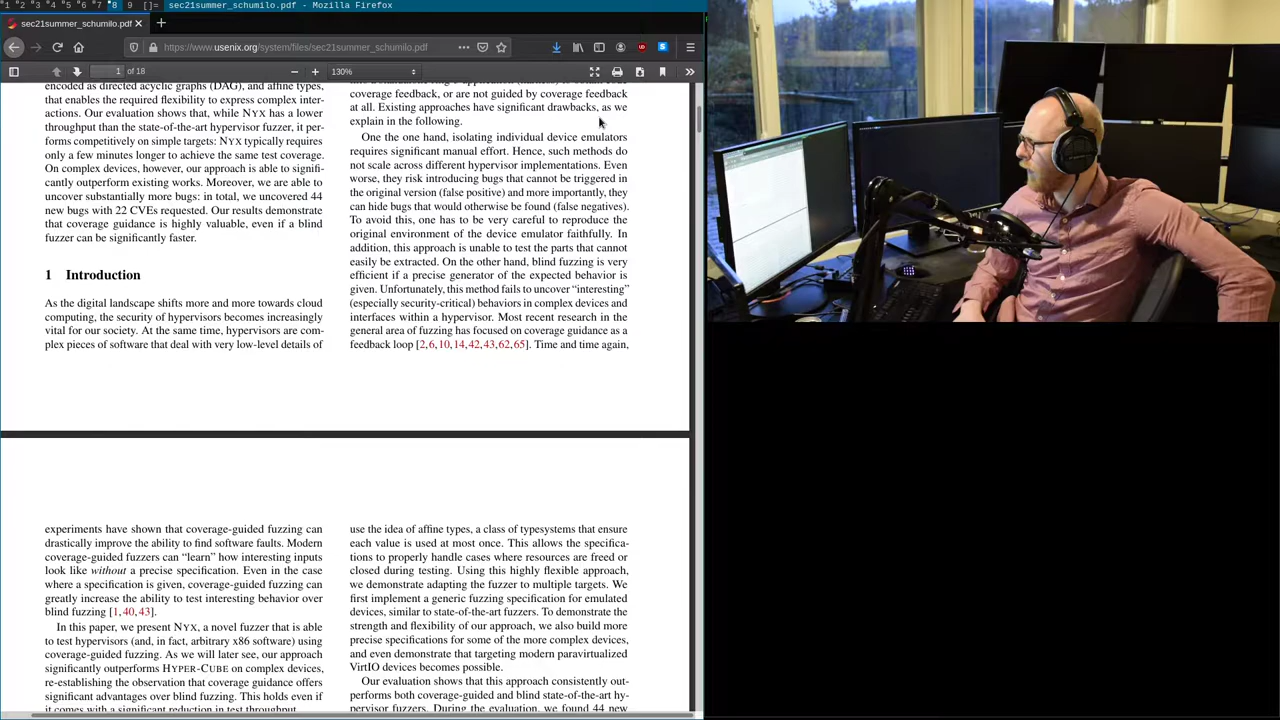 1 2 3 4 5 6 7 8 9 []= sec21summer_schumilo.pdf - Mozilla Firefox
sec21summer_schumilo.pdf
https://www.usenix.org/system/files/sec21summer_schumilo.pdf
1 of 18
130%
encoded as directed acyclic graphs (DAG), and affine types,
that enables the required flexibility to express complex inter-
actions. Our evaluation shows that, while NYX has a lower
throughput than the state-of-the-art hypervisor fuzzer, it per-
forms competitively on simple targets: NYX typically requires
only a few minutes longer to achieve the same test coverage.
On complex devices, however, our approach is able to signifi-
cantly outperform existing works. Moreover, we are able to
uncover substantially more bugs: in total, we uncovered 44
new bugs with 22 CVEs requested. Our results demonstrate
that coverage guidance is highly valuable, even if a blind
fuzzer can be significantly faster.
1 Introduction
As the digital landscape shifts more and more towards cloud
computing, the security of hypervisors becomes increasingly
vital for our society. At the same time, hypervisors are com-
plex pieces of software that deal with very low-level details of
coverage feedback, or are not guided by coverage feedback
at all. Existing approaches have significant drawbacks, as we
explain in the following.
One the one hand, isolating individual device emulators
requires significant manual effort. Hence, such methods do
not scale across different hypervisor implementations. Even
worse, they risk introducing bugs that cannot be triggered in
the original version (false positive) and more importantly, they
can hide bugs that would otherwise be found (false negatives).
To avoid this, one has to be very careful to reproduce the
original environment of the device emulator faithfully. In
addition, this approach is unable to test the parts that cannot
easily be extracted. On the other hand, blind fuzzing is very
efficient if a precise generator of the expected behavior is
given. Unfortunately, this method fails to uncover “interesting”
(especially security-critical) behaviors in complex devices and
interfaces within a hypervisor. Most recent research in the
general area of fuzzing has focused on coverage guidance as a
feedback loop [2,6,10,14,42,43,62,65]. Time and time again,
experiments have shown that coverage-guided fuzzing can
drastically improve the ability to find software faults. Modern
coverage-guided fuzzers can “learn” how interesting inputs
look like without a precise specification. Even in the case
where a specification is given, coverage-guided fuzzing can
greatly increase the ability to test interesting behavior over
blind fuzzing [1,40,43].
In this paper, we present NYX, a novel fuzzer that is able
to test hypervisors (and, in fact, arbitrary x86 software) using
coverage-guided fuzzing. As we will later see, our approach
significantly outperforms HYPER-CUBE on complex devices,
re-establishing the observation that coverage guidance offers
significant advantages over blind fuzzing. This holds even if
it comes with a significant reduction in test throughput.
use the idea of affine types, a class of typesystems that ensure
each value is used at most once. This allows the specifica-
tions to properly handle cases where resources are freed or
closed during testing. Using this highly flexible approach,
we demonstrate adapting the fuzzer to multiple targets. We
first implement a generic fuzzing specification for emulated
devices, similar to state-of-the-art fuzzers. To demonstrate the
strength and flexibility of our approach, we also build more
precise specifications for some of the more complex devices,
and even demonstrate that targeting modern paravirtualized
VirtIO devices becomes possible.
Our evaluation shows that this approach consistently out-
performs both coverage-guided and blind state-of-the-art hy-
pervisor fuzzers. During the evaluation, we found 44 new